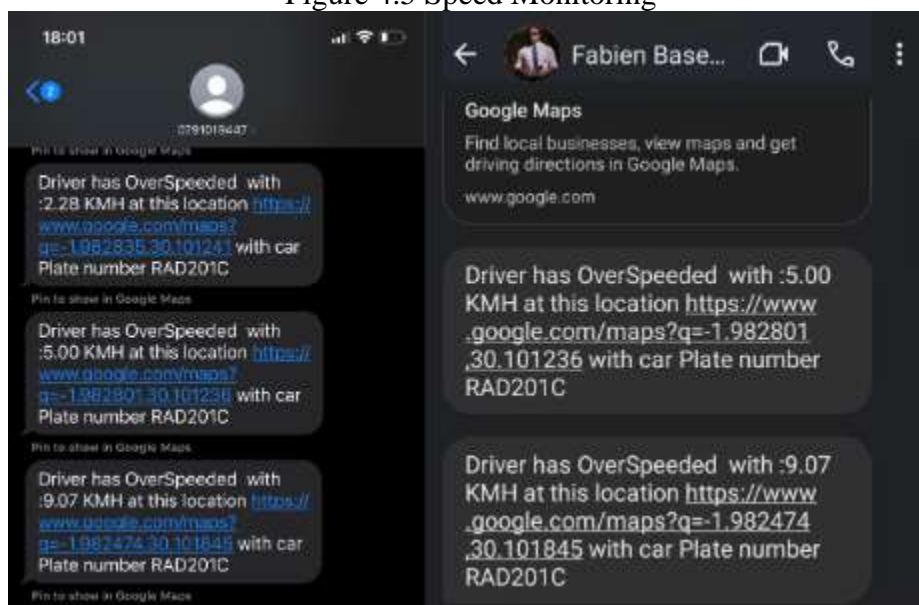 Figure 4.5 Speed Monitoring
18:01
2
0791019447
Pin to show in Google Maps
Driver has OverSpeeded with
:2.28 KMH at this location https://
www.google.com/maps?
q=-1.982835,30.101241 with car
Plate number RAD201C
Pin to show in Google Maps
Driver has OverSpeeded with
:5.00 KMH at this location https://
www.google.com/maps?
q=-1.982801,30.101236 with car
Plate number RAD201C
Pin to show in Google Maps
Driver has OverSpeeded with
:9.07 KMH at this location https://
www.google.com/maps?
q=-1.982474,30.101845 with car
Plate number RAD201C
Pin to show in Google Maps
Fabien Base...
Google Maps
Find local businesses, view maps and get
driving directions in Google Maps.
www.google.com
Driver has OverSpeeded with :5.00
KMH at this location https://www
.google.com/maps?q=-1.982801
,30.101236 with car Plate number
RAD201C
Driver has OverSpeeded with :9.07
KMH at this location https://www
.google.com/maps?q=-1.982474
,30.101845 with car Plate number
RAD201C